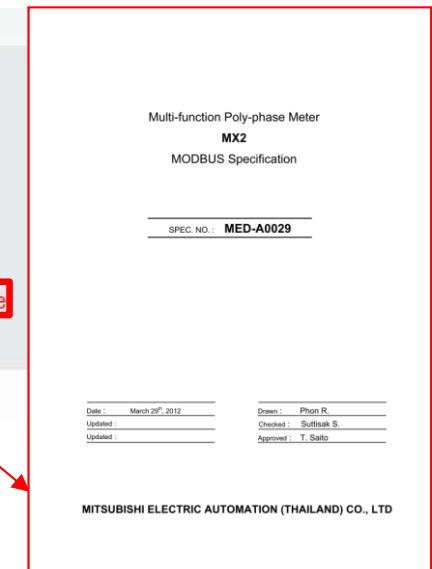 Multi-function Poly-phase Meter
MX2
MODBUS Specification
SPEC. NO. : MED-A0029
Date : March 29th, 2012
Updated :
Updated :
Drawn : Phon R.
Checked : Suttisak S.
Approved : T. Saito
MITSUBISHI ELECTRIC AUTOMATION (THAILAND) CO., LTD